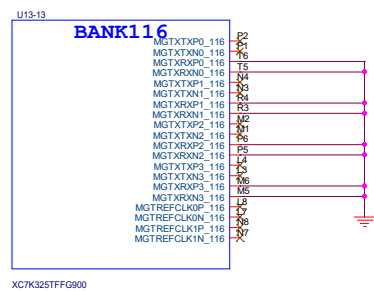 U13-13
BANK116
MGTXTXP0_116 P2
MGTXTXN0_116 P1
MGTXRXP0_116 T6
MGTXRXN0_116 T5
MGTXTXP1_116 N4
MGTXTXN1_116 N3
MGTXRXP1_116 R4
MGTXRXN1_116 R3
MGTXTXP2_116 M2
MGTXTXN2_116 M1
MGTXRXP2_116 P6
MGTXRXN2_116 P5
MGTXTXP3_116 L4
MGTXTXN3_116 L3
MGTXRXP3_116 M6
MGTXRXN3_116 M5
MGTREFCLK0P_116 L8
MGTREFCLK0N_116 L7
MGTREFCLK1P_116 N8
MGTREFCLK1N_116 N7
XC7K325TFFG900